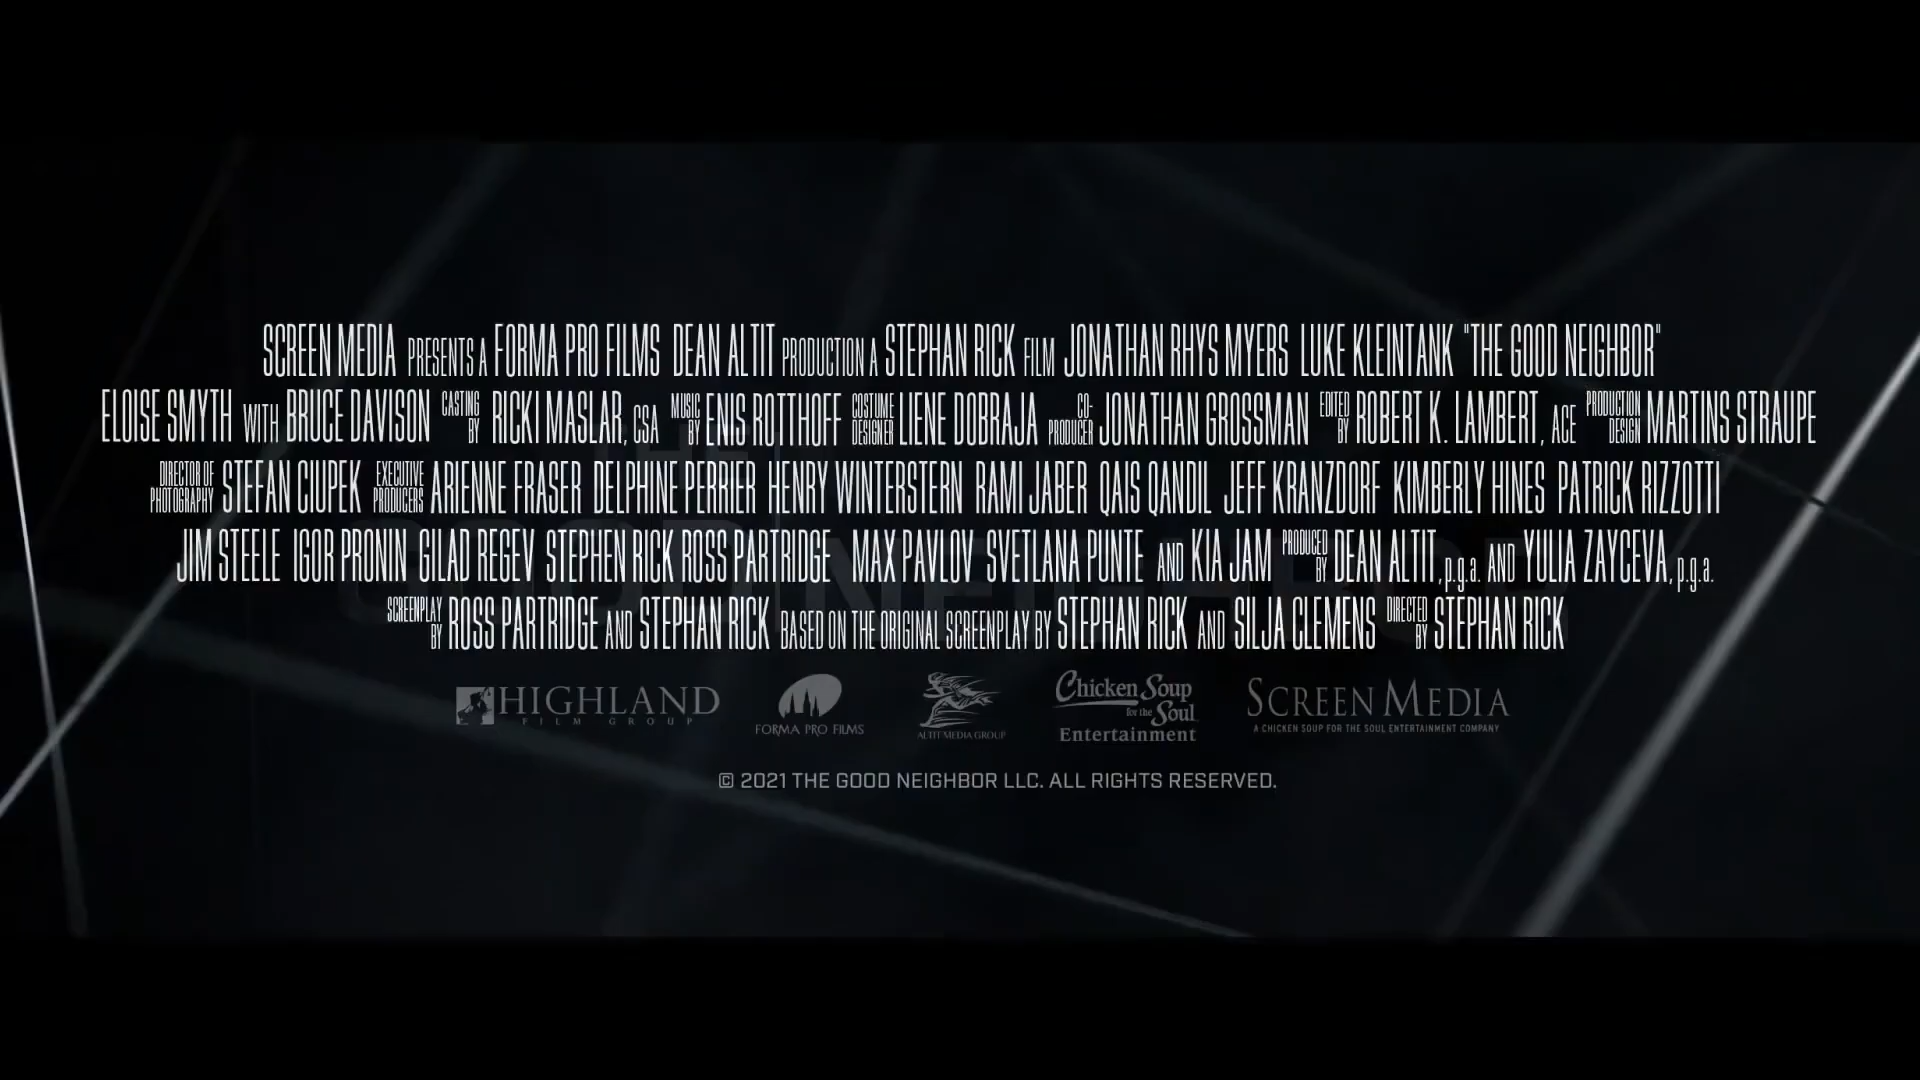 SCREEN MEDIA PRESENTS A FORMA PRO FILMS DEAN ALTIT PRODUCTION A STEPHAN RICK FILM JONATHAN RHYS MYERS LUKE KLEINTANK "THE GOOD NEIGHBOR"
ELOISE SMYTH WITH BRUCE DAVISON CASTING BY RICKI MASLAR, CSA MUSIC BY ENIS ROTTHOFF COSTUME DESIGNER LIENE DOBRAJA CO-PRODUCER JONATHAN GROSSMAN EDITED BY ROBERT K. LAMBERT, ACE PRODUCTION DESIGN MARTINS STRAUPE
DIRECTOR OF PHOTOGRAPHY STEFAN CIUPEK EXECUTIVE PRODUCERS ARIENNE FRASER DELPHINE PERRIER HENRY WINTERSTERN RAMI JABER QAIS QANDIL JEFF KRANZDORF KIMBERLY HINES PATRICK RIZZOTTI
JIM STEELE IGOR PRONIN GILAD REGEV STEPHEN RICK ROSS PARTRIDGE MAX PAVLOV SVETLANA PUNTE AND KIA JAM PRODUCED BY DEAN ALTIT, p.g.a. AND YULIA ZAYCEVA, p.g.a.
SCREENPLAY BY ROSS PARTRIDGE AND STEPHAN RICK BASED ON THE ORIGINAL SCREENPLAY BY STEPHAN RICK AND SILJA CLEMENS DIRECTED BY STEPHAN RICK
HIGHLAND FILM GROUP
FORMA PRO FILMS
ALTIT MEDIA GROUP
Chicken Soup for the Soul Entertainment
SCREEN MEDIA
A CHICKEN SOUP FOR THE SOUL ENTERTAINMENT COMPANY
© 2021 THE GOOD NEIGHBOR LLC. ALL RIGHTS RESERVED.